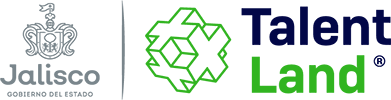 Jalisco
GOBIERNO DEL ESTADO
Talent
Land ®